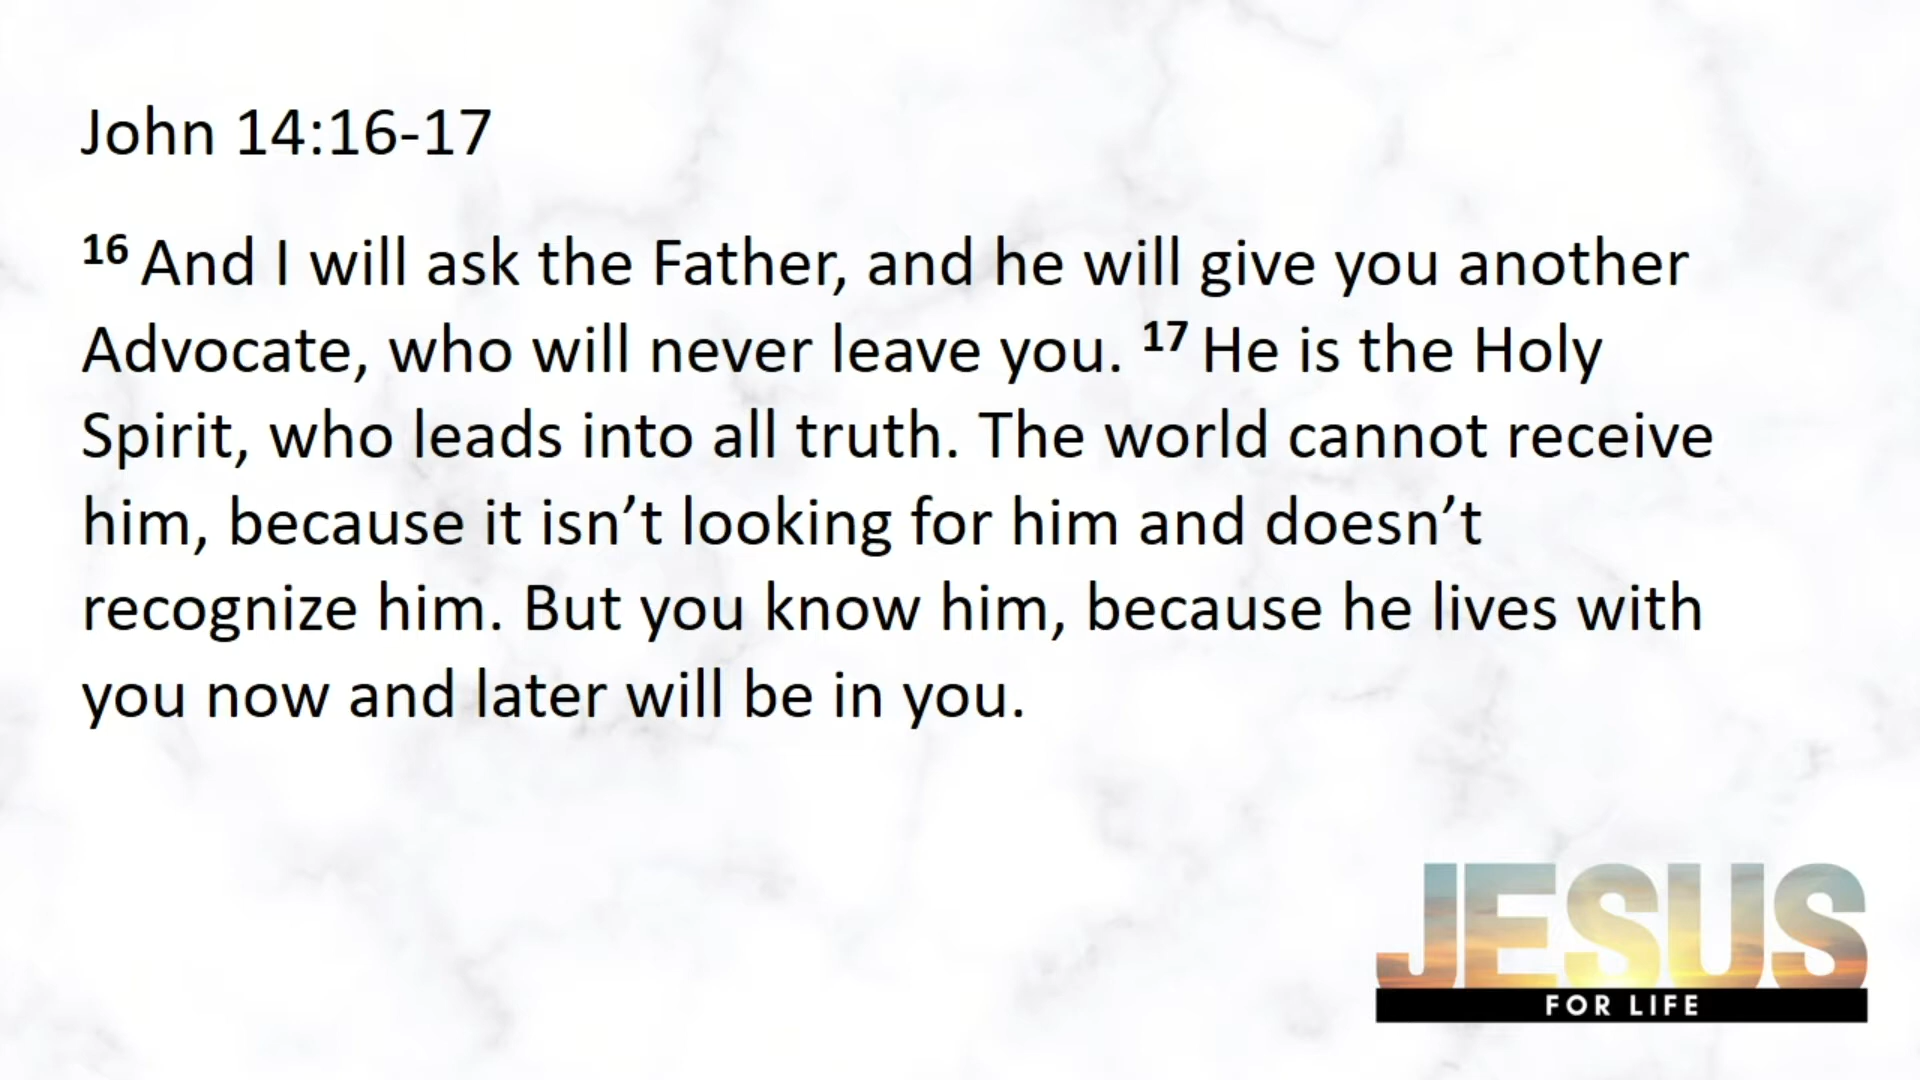 John 14:16-17
16 And I will ask the Father, and he will give you another
Advocate, who will never leave you. 17 He is the Holy
Spirit, who leads into all truth. The world cannot receive
him, because it isn’t looking for him and doesn’t
recognize him. But you know him, because he lives with
you now and later will be in you.
JESUS
FOR LIFE